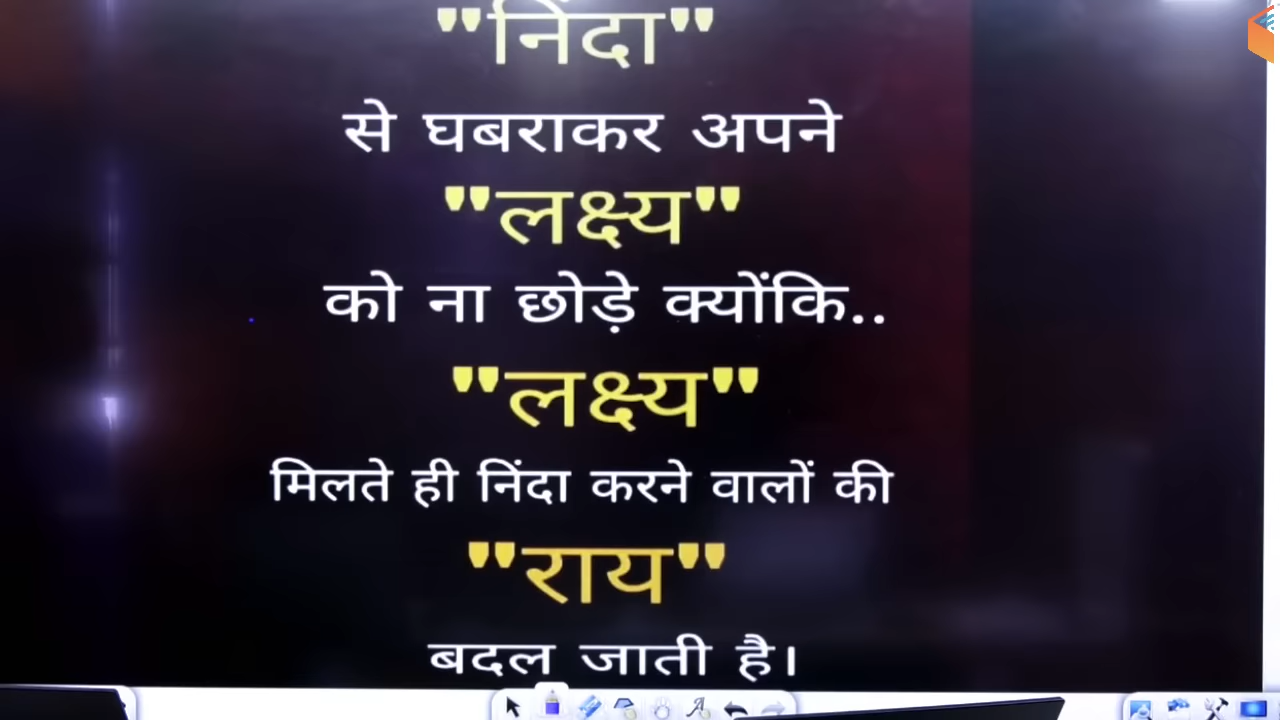 "निंदा"
से घबराकर अपने
"लक्ष्य"
को ना छोड़े क्योंकि..
"लक्ष्य"
मिलते ही निंदा करने वालों की
"राय"
बदल जाती है।